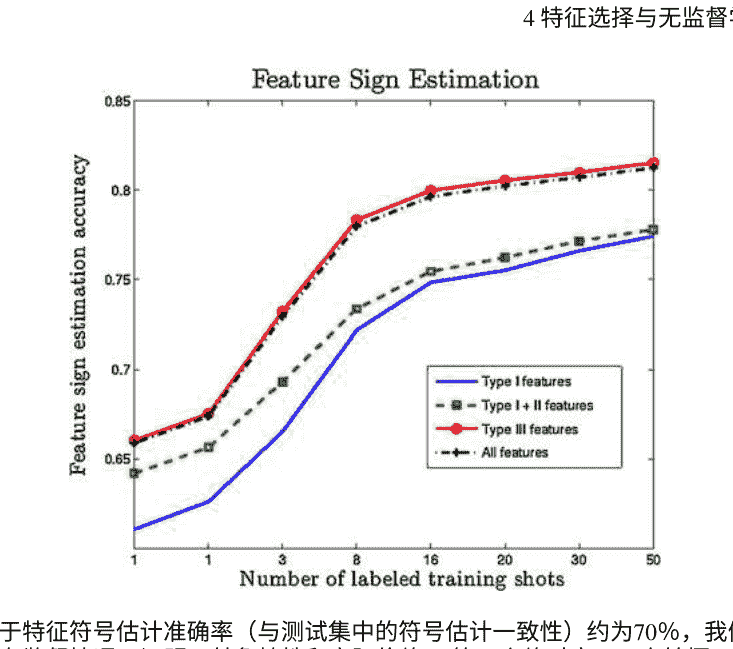 4 特征选择与无监督学
Feature Sign Estimation
Feature sign estimation accuracy
0.85
0.8
0.75
0.7
0.65
Type I features
Type I + II features
Type III features
All features
1 1 3 8 16 20 30 50
Number of labeled training shots
于特征符号估计准确率（与测试集中的符号估计一致性）约为70%，我们